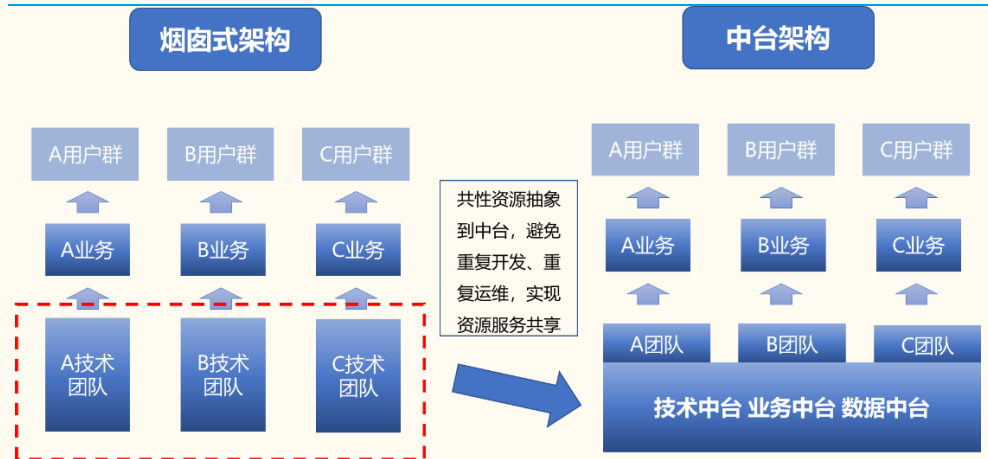 烟囱式架构
中台架构
A用户群
B用户群
C用户群
A业务
B业务
C业务
A技术
团队
B技术
团队
C技术
团队
共性资源抽象
到中台，避免
重复开发、重
复运维，实现
资源服务共享
A用户群
B用户群
C用户群
A业务
B业务
C业务
A团队
B团队
C团队
技术中台 业务中台 数据中台